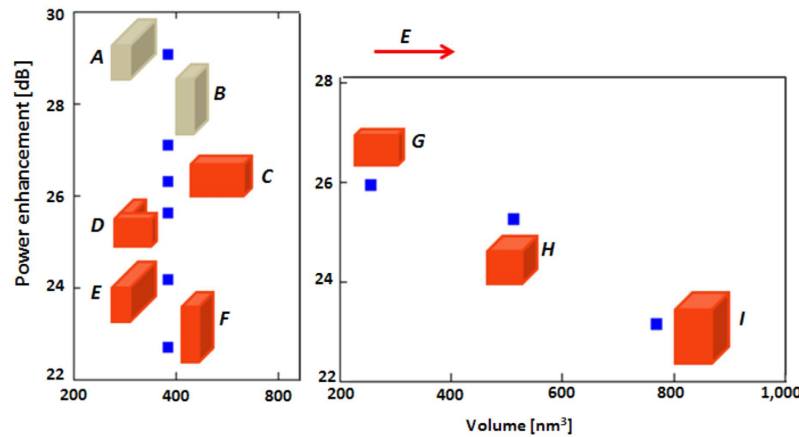 Power enhancement [dB]
30
28
26
24
22
200
400
800
A
B
C
D
E
F
E
28
26
24
22
200
400
600
800
1,000
G
H
I
Volume [nm³]